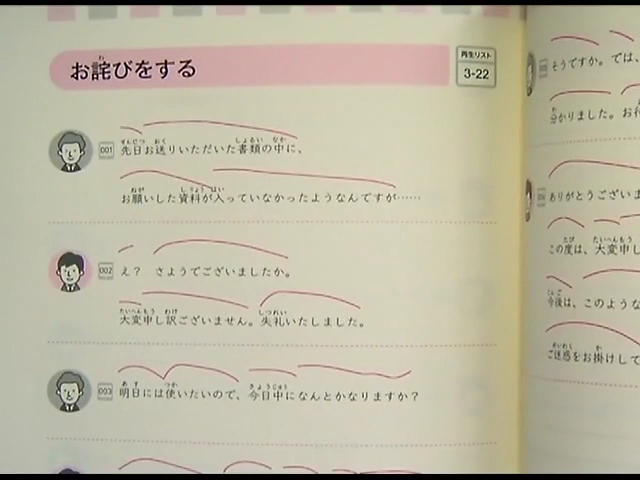 お詫びをする
再生リスト
3-22
001
先日お送りいただいた書類の中に、
お願いした資料が入っていなかったようなんですが……
002
え? さようでございましたか。
大変申し訳ございません。失礼いたしました。
003
明日には使いたいので、今日中になんとかなりますか?
そうですか。では、
分かりました。お
ありがとうございま
この度は、大変申し
今後は、このような
ご迷惑をお掛けして